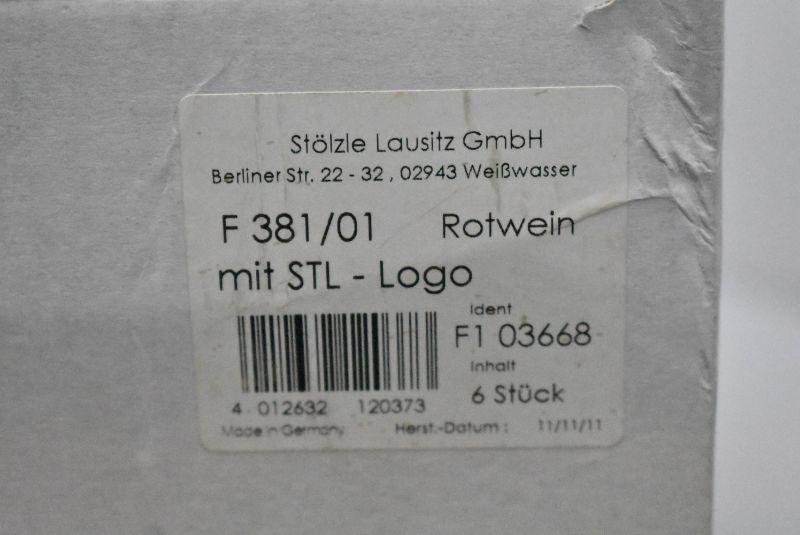 Stölzle Lausitz GmbH
Berliner Str. 22 - 32 , 02943 Weißwasser
F 381/01 Rotwein
mit STL - Logo
Ident
F1 03668
Inhalt
6 Stück
4 012632 120373
Made in Germany Herst.-Datum : 11/11/11